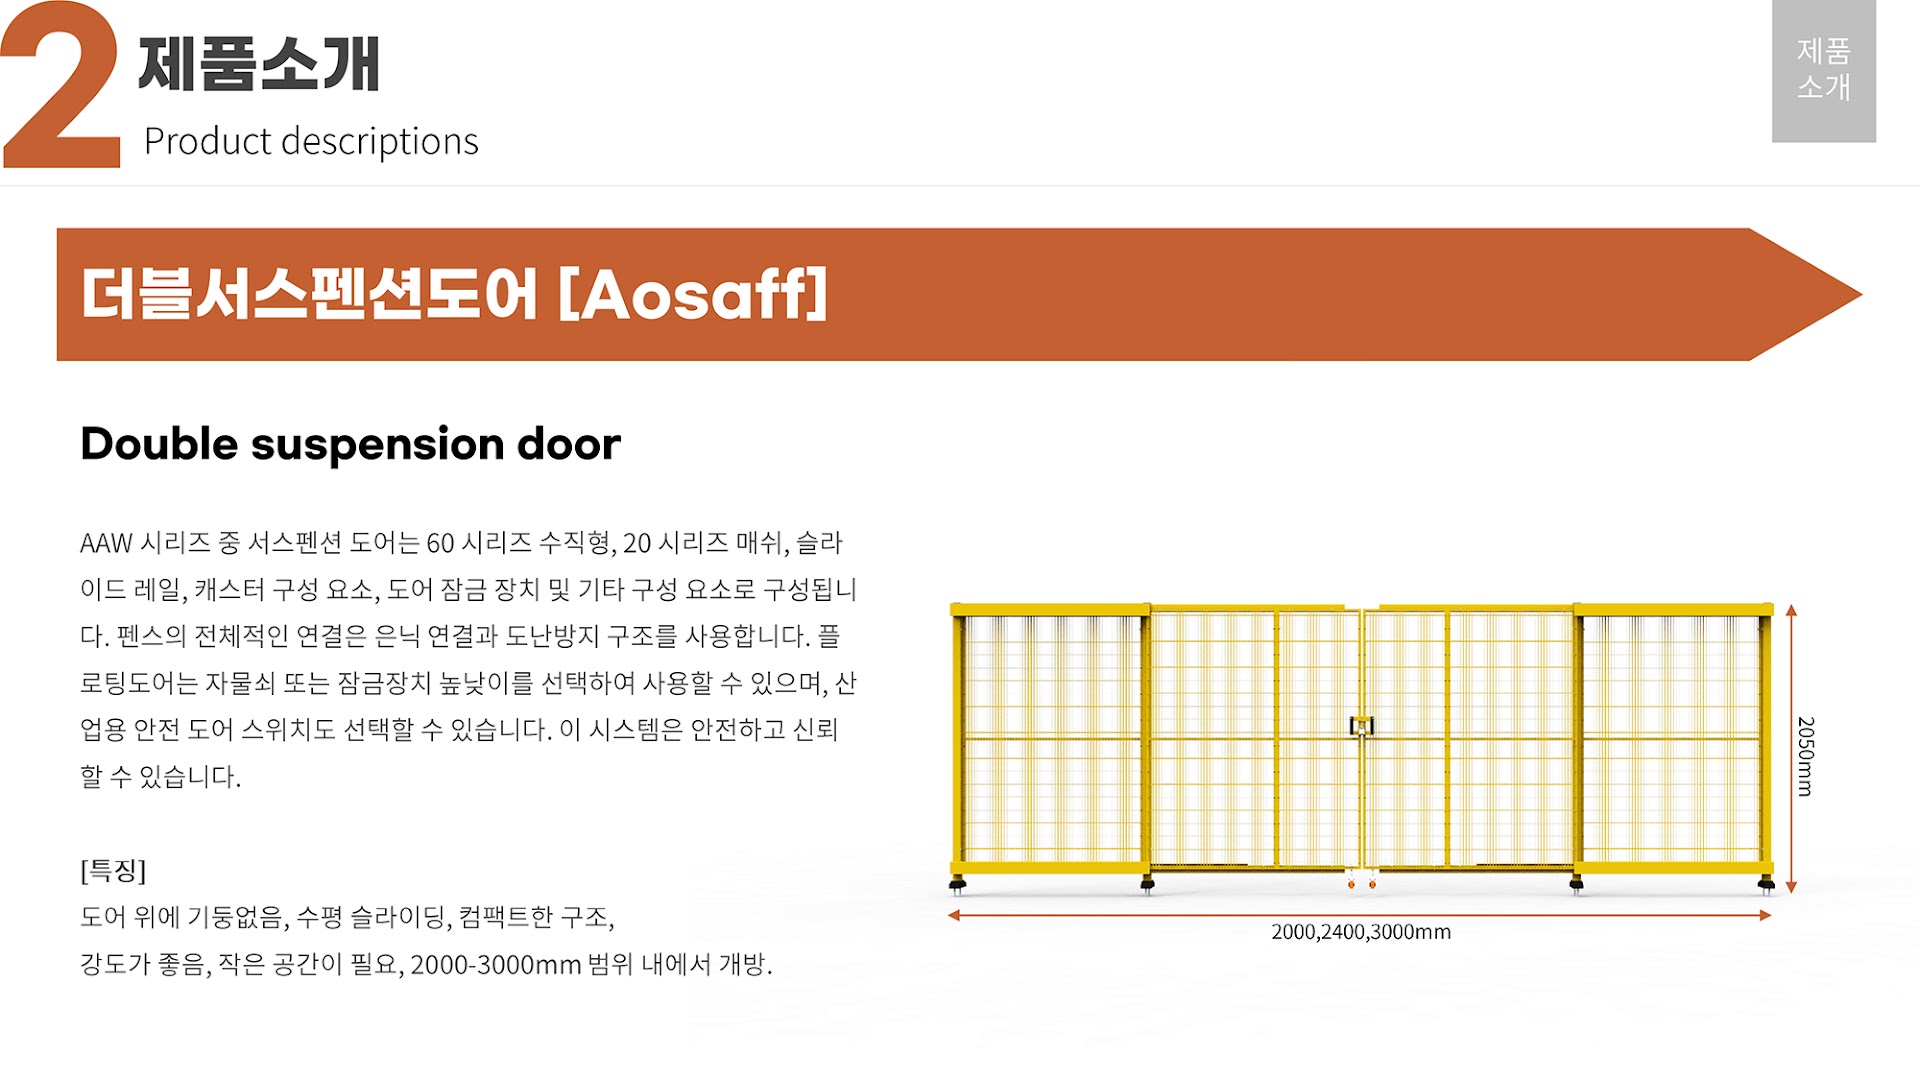 2
제품소개
Product descriptions
제품
소개
더블서스펜션도어 [Aosaff]
Double suspension door
AAW 시리즈 중 서스펜션 도어는 60 시리즈 수직형, 20 시리즈 매쉬, 슬라
이드 레일, 캐스터 구성 요소, 도어 잠금 장치 및 기타 구성 요소로 구성됩니
다. 펜스의 전체적인 연결은 은닉 연결과 도난방지 구조를 사용합니다. 플
로팅도어는 자물쇠 또는 잠금장치 높낮이를 선택하여 사용할 수 있으며, 산
업용 안전 도어 스위치도 선택할 수 있습니다. 이 시스템은 안전하고 신뢰
할 수 있습니다.
[특징]
도어 위에 기둥없음, 수평 슬라이딩, 컴팩트한 구조,
강도가 좋음, 작은 공간이 필요, 2000-3000mm 범위 내에서 개방.
2050mm
2000,2400,3000mm